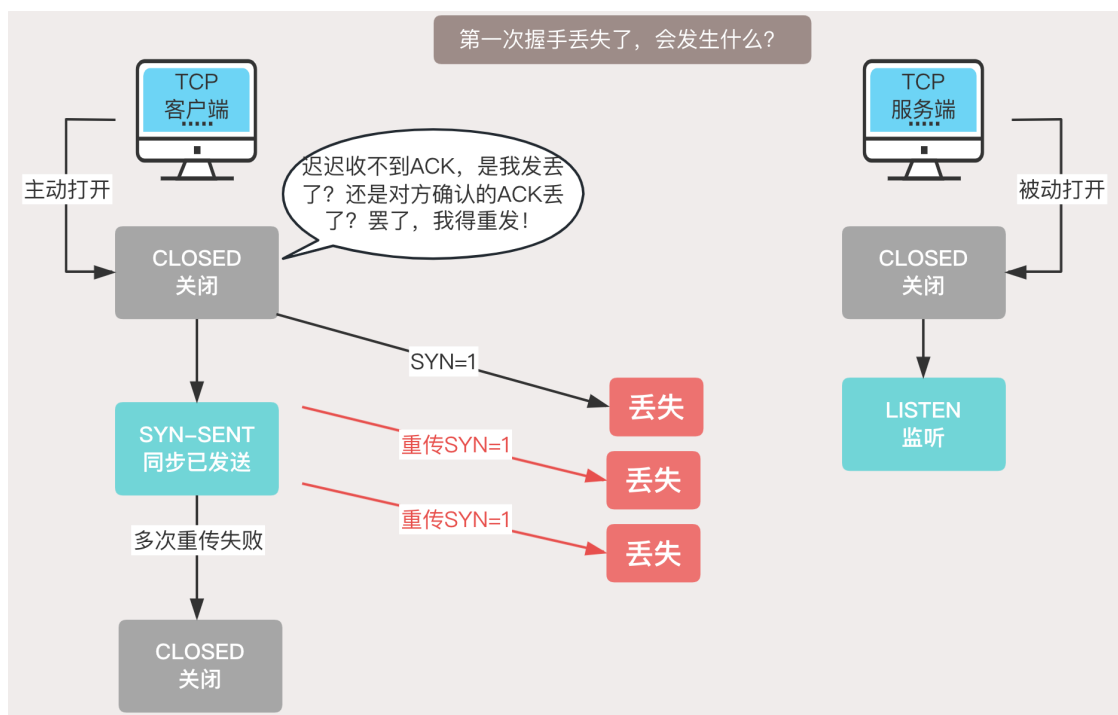 第一次握手丢失了，会发生什么？
TCP
客户端
TCP
服务端
迟迟收不到ACK，是我发丢
了？还是对方确认的ACK丢
了？罢了，我得重发！
主动打开
被动打开
CLOSED
关闭
CLOSED
关闭
SYN=1
丢失
LISTEN
监听
SYN-SENT
同步已发送
重传SYN=1
丢失
重传SYN=1
丢失
多次重传失败
CLOSED
关闭